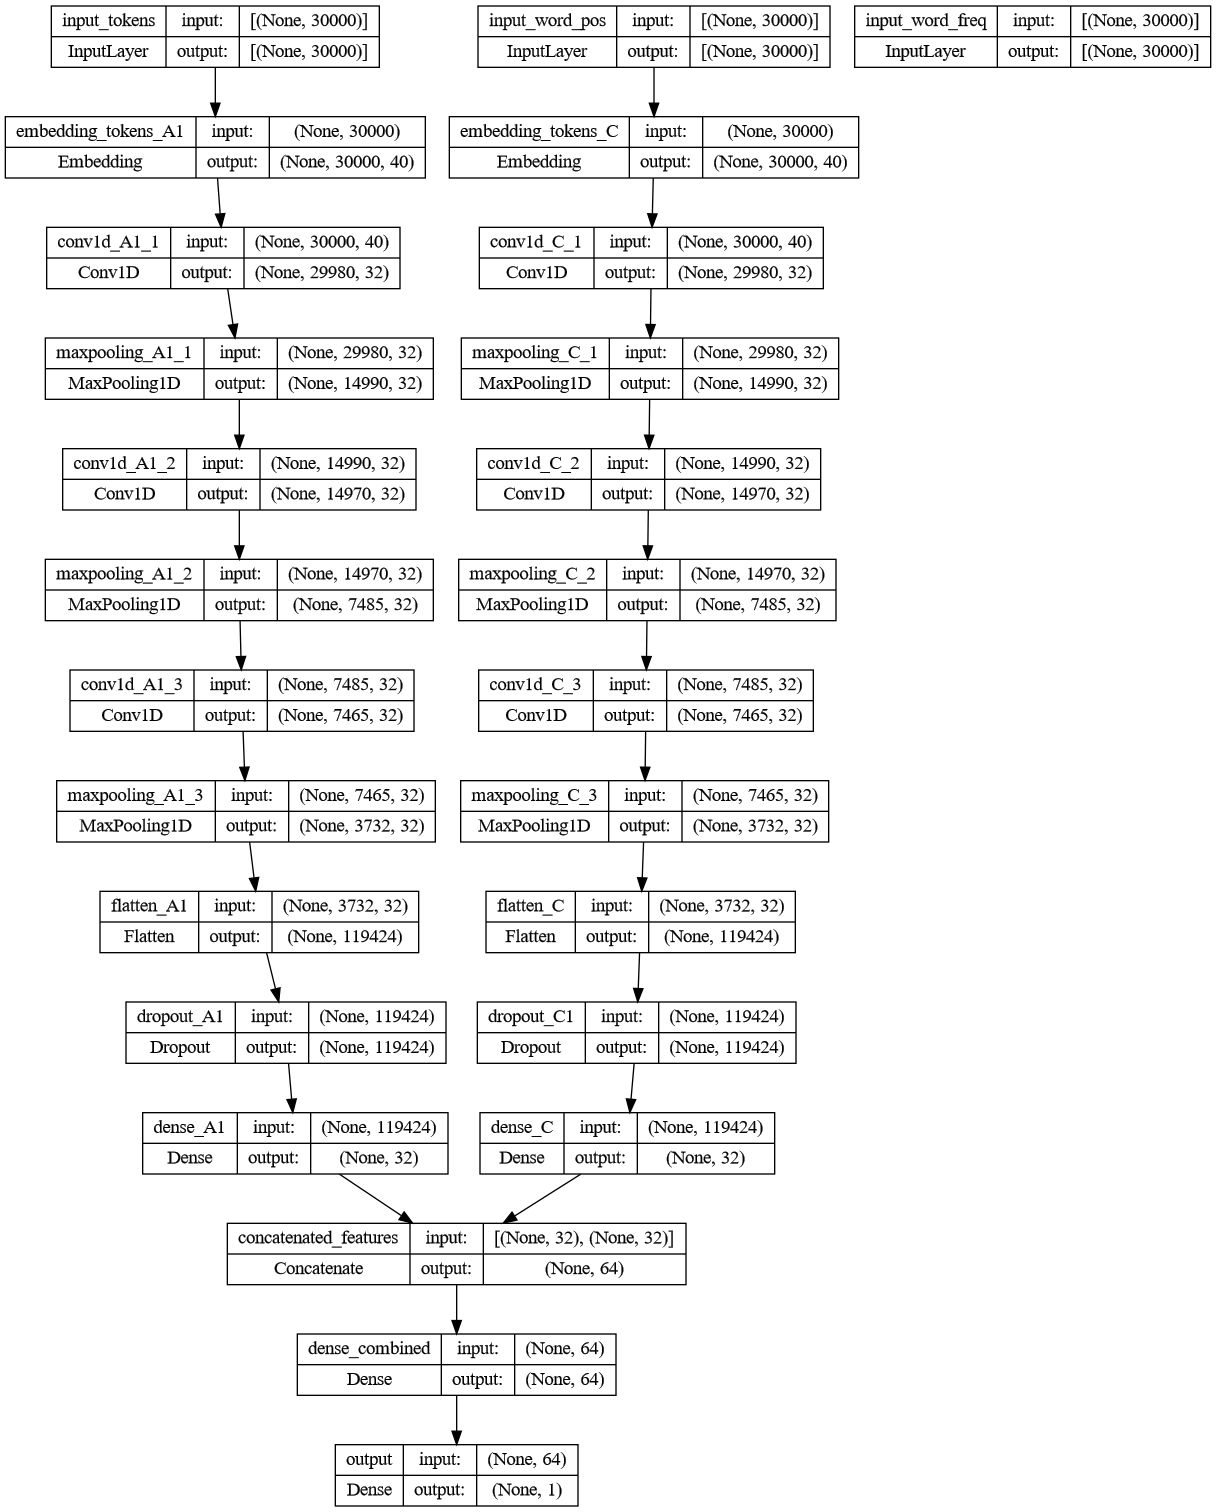 input_tokens input: [(None, 30000)]
InputLayer output: [(None, 30000)]
input_word_pos input: [(None, 30000)]
InputLayer output: [(None, 30000)]
input_word_freq input: [(None, 30000)]
InputLayer output: [(None, 30000)]
embedding_tokens_A1 input: (None, 30000)
Embedding output: (None, 30000, 40)
embedding_tokens_C input: (None, 30000)
Embedding output: (None, 30000, 40)
conv1d_A1_1 input: (None, 30000, 40)
Conv1D output: (None, 29980, 32)
conv1d_C_1 input: (None, 30000, 40)
Conv1D output: (None, 29980, 32)
maxpooling_A1_1 input: (None, 29980, 32)
MaxPooling1D output: (None, 14990, 32)
maxpooling_C_1 input: (None, 29980, 32)
MaxPooling1D output: (None, 14990, 32)
conv1d_A1_2 input: (None, 14990, 32)
Conv1D output: (None, 14970, 32)
conv1d_C_2 input: (None, 14990, 32)
Conv1D output: (None, 14970, 32)
maxpooling_A1_2 input: (None, 14970, 32)
MaxPooling1D output: (None, 7485, 32)
maxpooling_C_2 input: (None, 14970, 32)
MaxPooling1D output: (None, 7485, 32)
conv1d_A1_3 input: (None, 7485, 32)
Conv1D output: (None, 7465, 32)
conv1d_C_3 input: (None, 7485, 32)
Conv1D output: (None, 7465, 32)
maxpooling_A1_3 input: (None, 7465, 32)
MaxPooling1D output: (None, 3732, 32)
maxpooling_C_3 input: (None, 7465, 32)
MaxPooling1D output: (None, 3732, 32)
flatten_A1 input: (None, 3732, 32)
Flatten output: (None, 119424)
flatten_C input: (None, 3732, 32)
Flatten output: (None, 119424)
dropout_A1 input: (None, 119424)
Dropout output: (None, 119424)
dropout_C1 input: (None, 119424)
Dropout output: (None, 119424)
dense_A1 input: (None, 119424)
Dense output: (None, 32)
dense_C input: (None, 119424)
Dense output: (None, 32)
concatenated_features input: [(None, 32), (None, 32)]
Concatenate output: (None, 64)
dense_combined input: (None, 64)
Dense output: (None, 64)
output input: (None, 64)
Dense output: (None, 1)